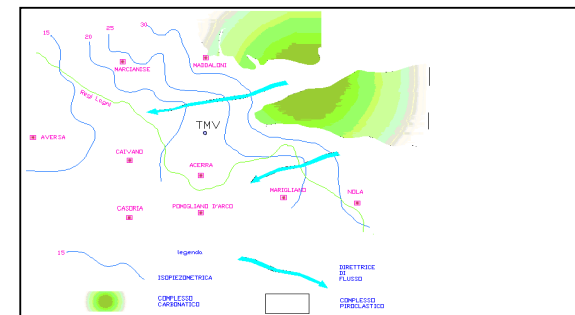 15
20
25
30
MARCIANISE
MADDALONI
Regi Lagni
TMV
AVERSA
CAIVANO
ACERRA
MARIGLIANO
NOLA
CASORIA
POMIGLIANO D'ARCO
legenda
15
ISOPIEZOMETRICA
DIRETTRICE
DI
FLUSSO
COMPLESSO
CARBONATICO
COMPLESSO
PIROCLASTICO